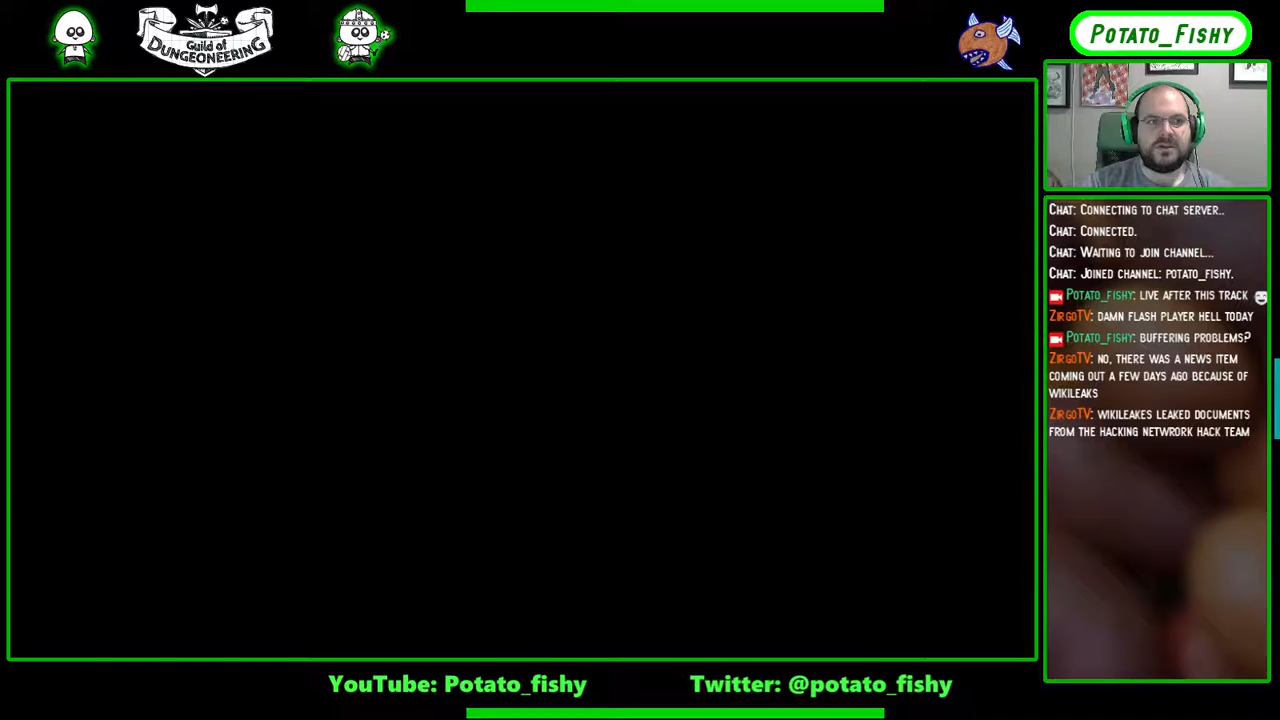 Guild of
DUNGEONEERING
Potato_Fishy
Chat: Connecting to chat server..
Chat: Connected.
Chat: Waiting to join channel...
Chat: Joined channel: potato_fishy.
Potato_fishy: live after this track
ZirgoTV: damn flash player hell today
Potato_fishy: buffering problems?
ZirgoTV: no, there was a news item
coming out a few days ago because of
wikileaks
ZirgoTV: wikileakes leaked documents
from the hacking netwrork hack team
YouTube: Potato_fishy
Twitter: @potato_fishy